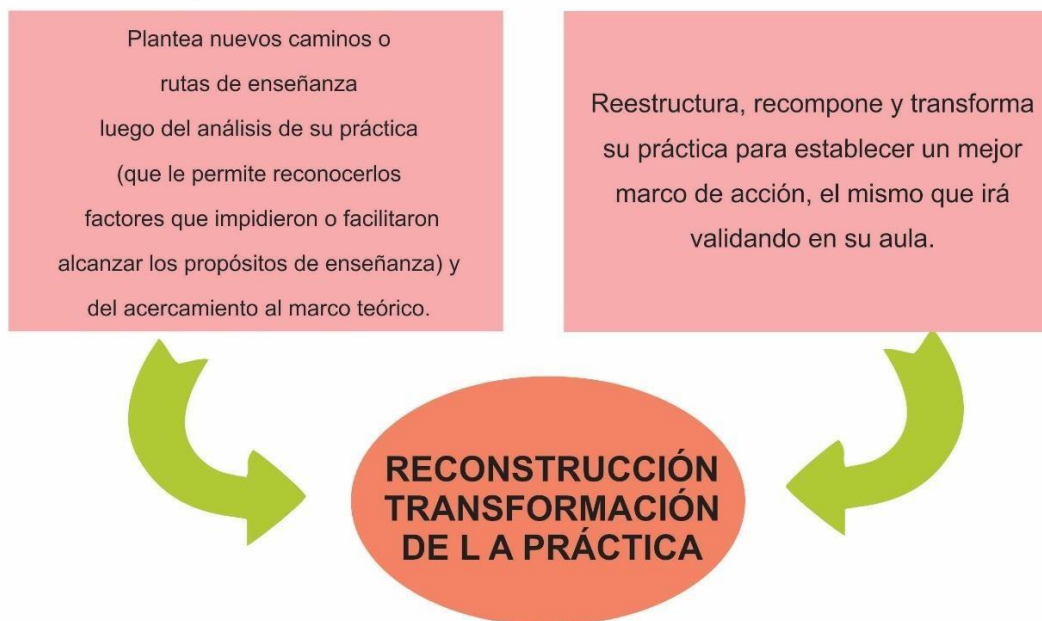 Plantea nuevos caminos o
rutas de enseñanza
luego del análisis de su práctica
(que le permite reconocerlos
factores que impidieron o facilitaron
alcanzar los propósitos de enseñanza) y
del acercamiento al marco teórico.
Reestructura, recompone y transforma
su práctica para establecer un mejor
marco de acción, el mismo que irá
validando en su aula.
RECONSTRUCCIÓN
TRANSFORMACIÓN
DE L A PRÁCTICA